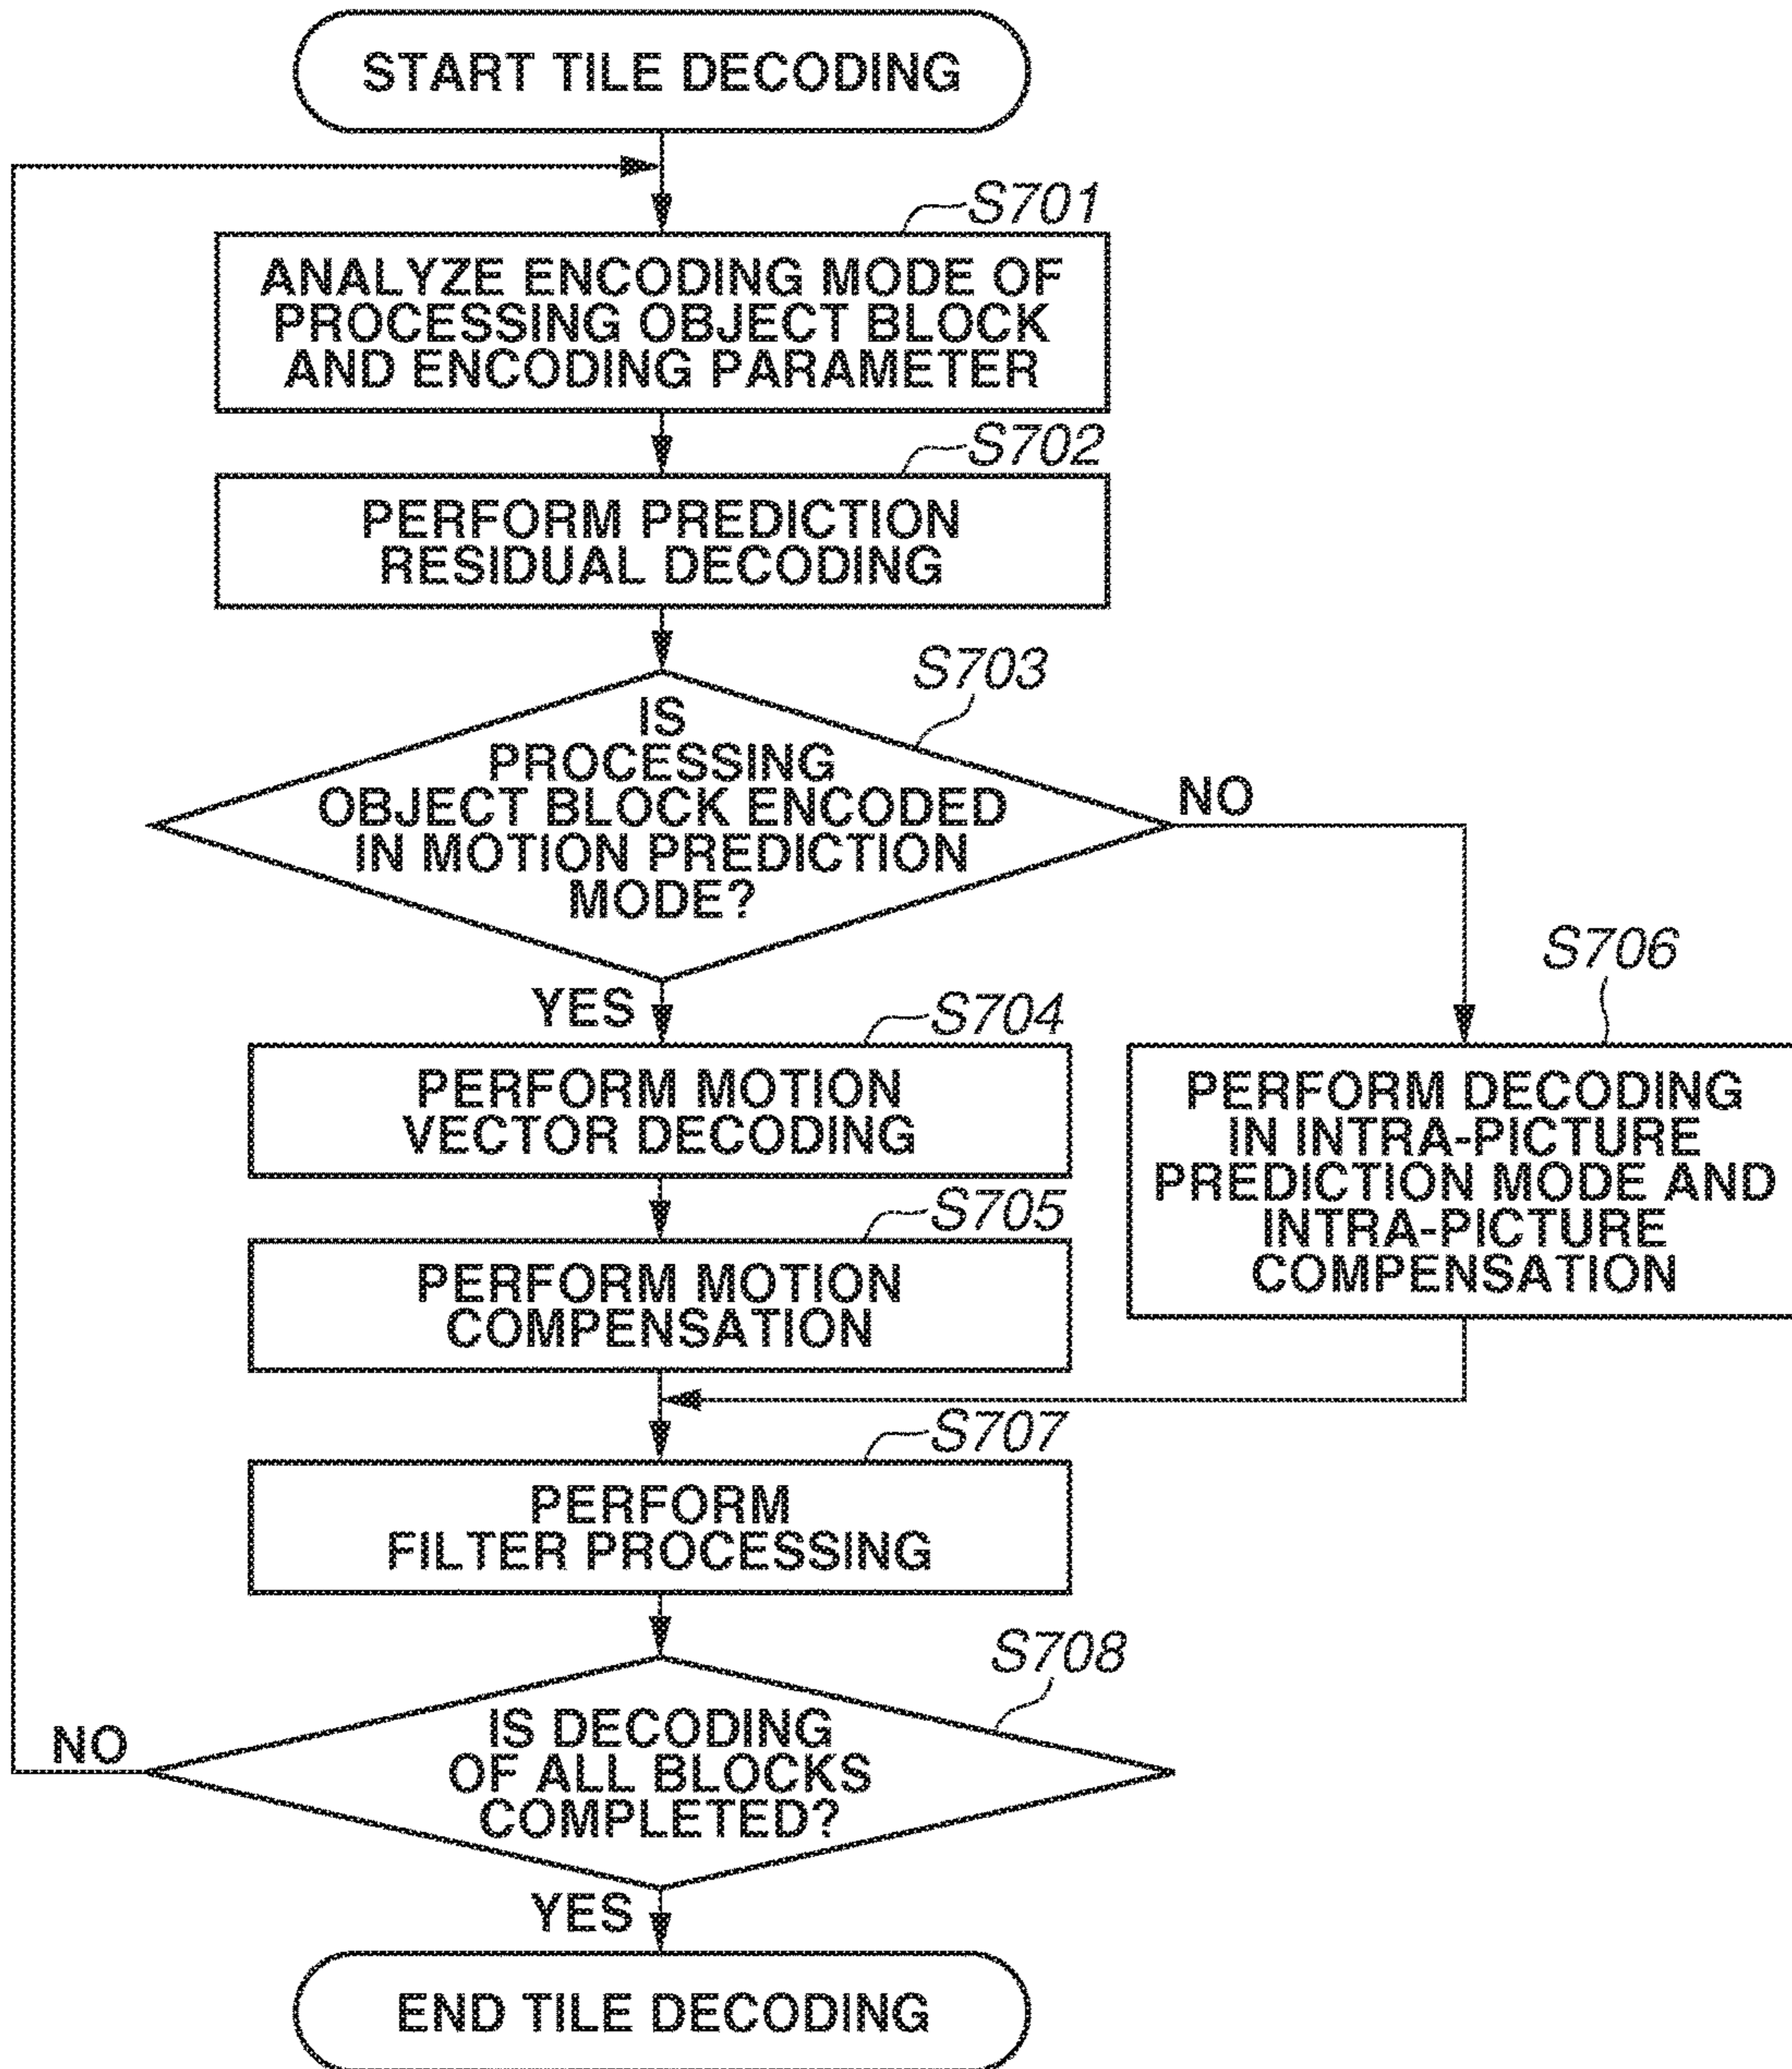 START TILE DECODING
S701
ANALYZE ENCODING MODE OF
PROCESSING OBJECT BLOCK
AND ENCODING PARAMETER
S702
PERFORM PREDICTION
RESIDUAL DECODING
S703
IS
PROCESSING
OBJECT BLOCK ENCODED
IN MOTION PREDICTION
MODE?
NO
YES
S704
PERFORM MOTION
VECTOR DECODING
S705
PERFORM MOTION
COMPENSATION
S706
PERFORM DECODING
IN INTRA-PICTURE
PREDICTION MODE AND
INTRA-PICTURE
COMPENSATION
S707
PERFORM
FILTER PROCESSING
S708
IS DECODING
OF ALL BLOCKS
COMPLETED?
NO
YES
END TILE DECODING